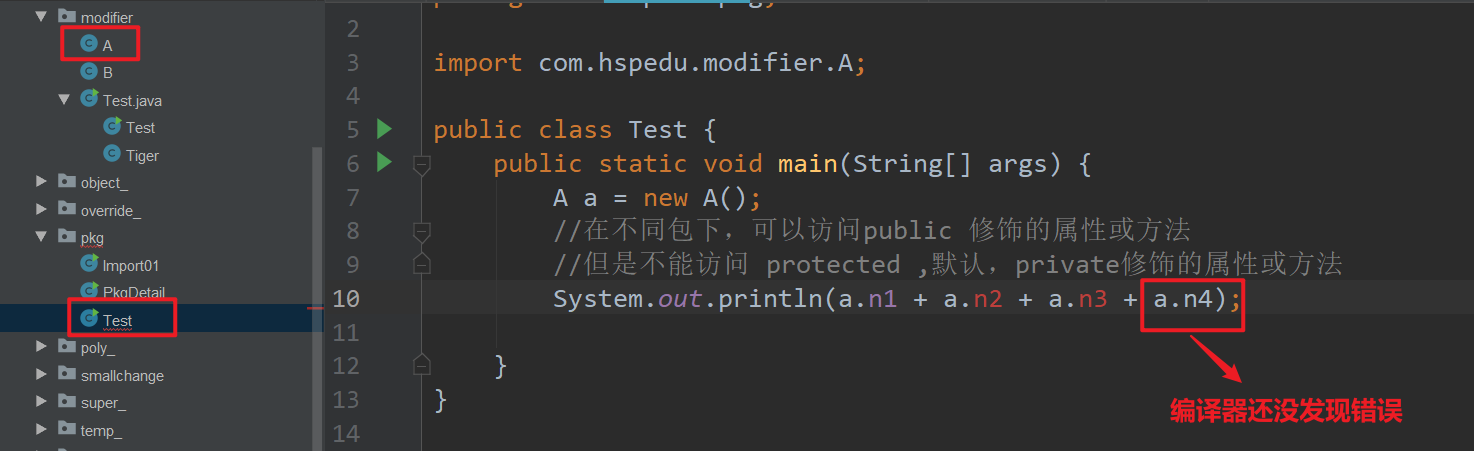 modifier
A
B
Test.java
Test
Tiger
object_
override_
pkg
Import01
PkgDetail
Test
poly_
smallchange
super_
temp_
2
3 import com.hspedu.modifier.A;
4
5 public class Test {
6 public static void main(String[] args) {
7 A a = new A();
8 //在不同包下，可以访问public 修饰的属性或方法
9 //但是不能访问 protected ,默认，private修饰的属性或方法
10 System.out.println(a.n1 + a.n2 + a.n3 + a.n4);
11
12 }
13 }
14
编译器还没发现错误